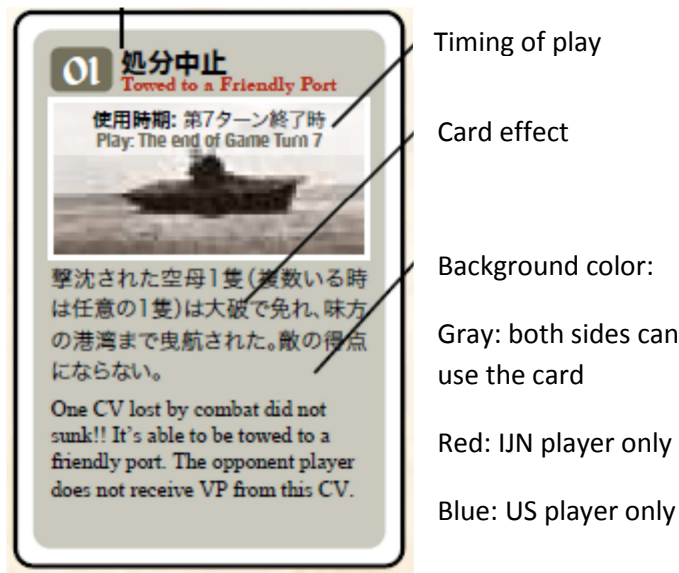 01 処分中止
Towed to a Friendly Port
使用時期: 第7ターン終了時
Play: The end of Game Turn 7
撃沈された空母1隻(複数いる時
は任意の1隻)は大破で免れ、味方
の港湾まで曳航された。敵の得点
にならない。
One CV lost by combat did not
sunk!! It's able to be towed to a
friendly port. The opponent player
does not receive VP from this CV.
Timing of play
Card effect
Background color:
Gray: both sides can
use the card
Red: IJN player only
Blue: US player only